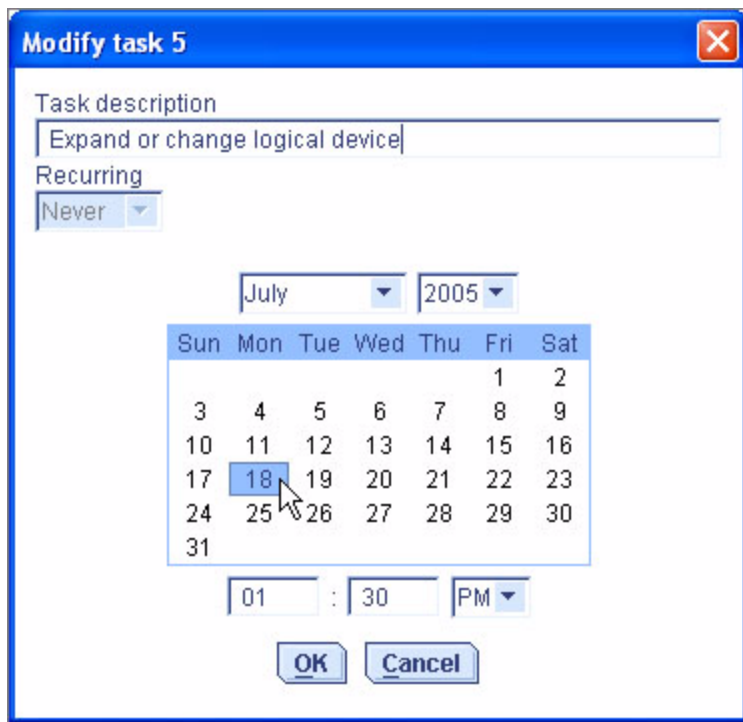 Modify task 5
Task description
Expand or change logical device
Recurring
Never
July 2005
Sun Mon Tue Wed Thu Fri Sat
1 2
3 4 5 6 7 8 9
10 11 12 13 14 15 16
17 18 19 20 21 22 23
24 25 26 27 28 29 30
31
01 : 30 PM
OK Cancel